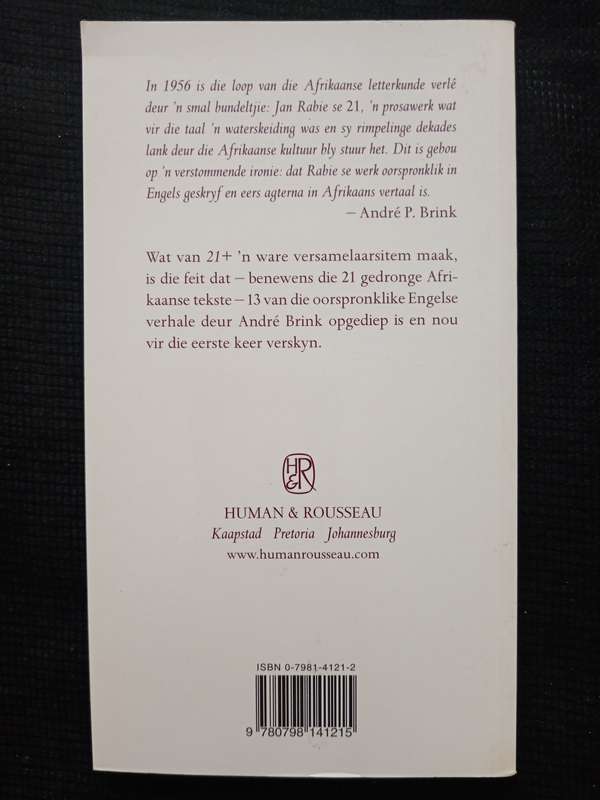 In 1956 is die loop van die Afrikaanse letterkunde verlê
deur 'n smal bundeltjie: Jan Rabie se 21, 'n prosawerk wat
vir die taal 'n waterskeiding was en sy rimpelinge dekades
lank deur die Afrikaanse kultuur bly stuur het. Dit is gebou
op 'n verstommende ironie: dat Rabie se werk oorspronklik in
Engels geskryf en eers agterna in Afrikaans vertaal is.
– André P. Brink
Wat van 21+ 'n ware versamelaarsitem maak,
is die feit dat – benewens die 21 gedronge Afri-
kaanse tekste – 13 van die oorspronklike Engelse
verhale deur André Brink opgediep is en nou
vir die eerste keer verskyn.
H&R
HUMAN & ROUSSEAU
Kaapstad Pretoria Johannesburg
www.humanrousseau.com
ISBN 0-7981-4121-2
9 780798 141215